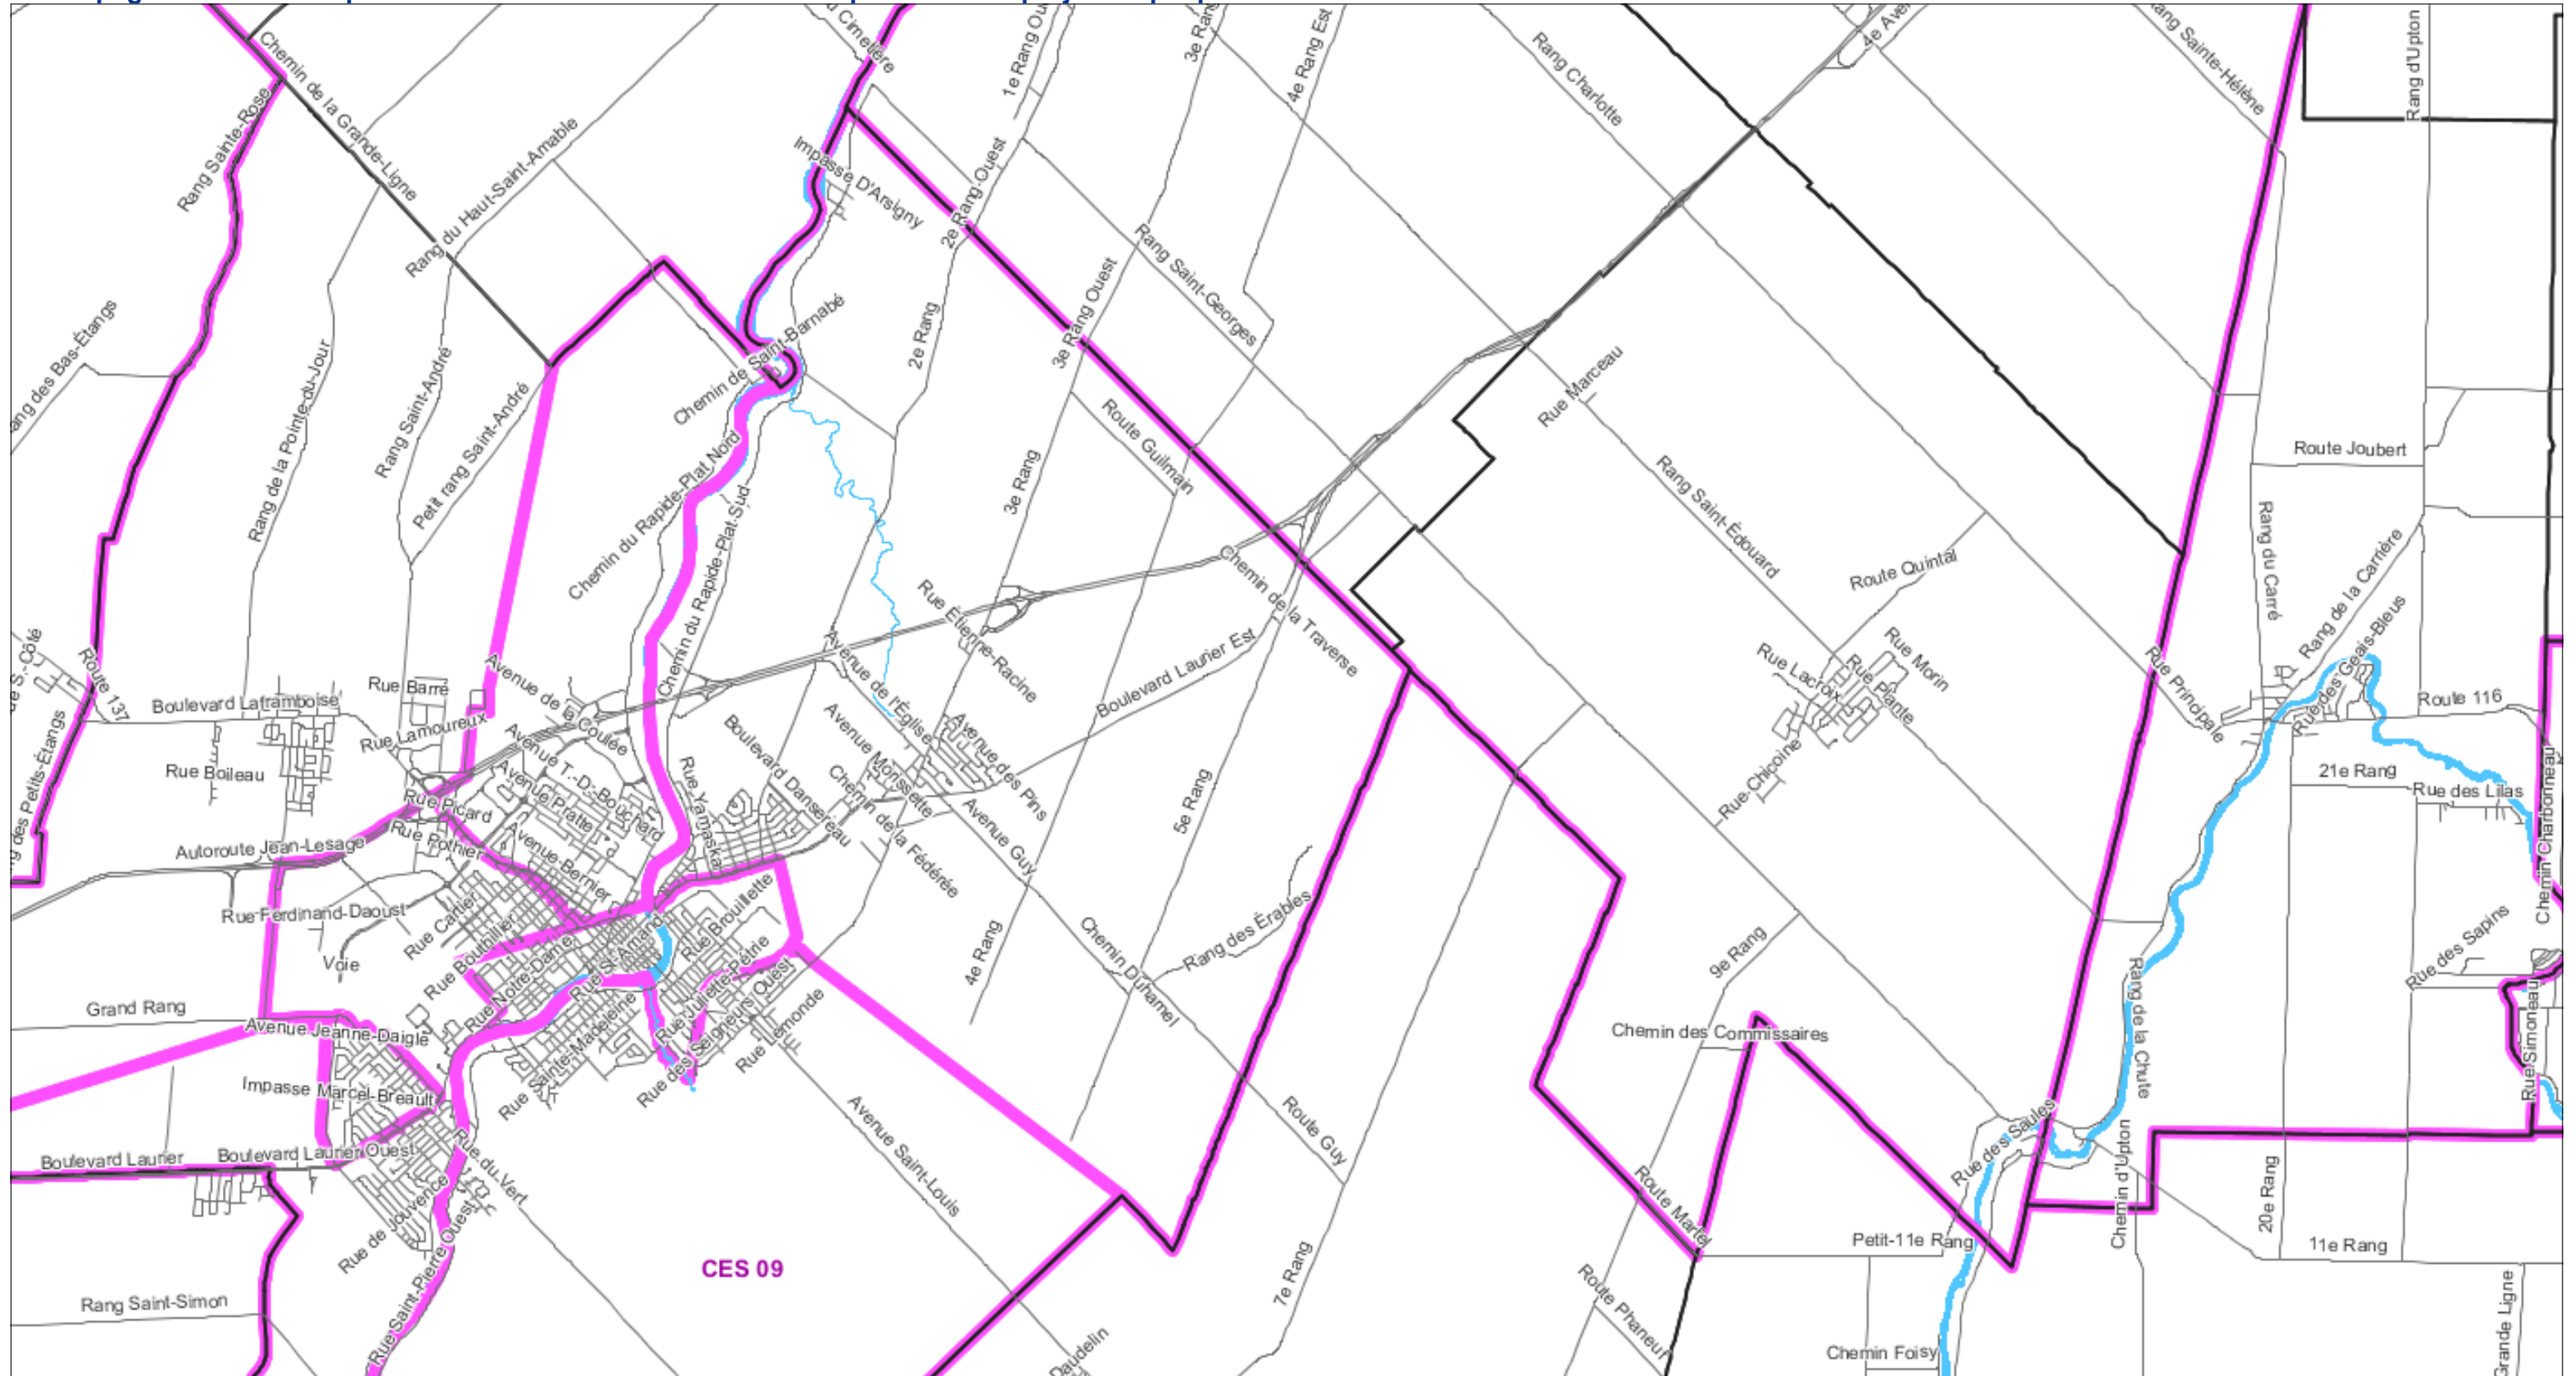 Chemin de la Grande-Ligne
Rang Sainte-Rose
Rang du Haut-Saint-Amable
Impasse D'Arsigny
2e Rang Ouest
3e Rang Ouest
4e Rang Est
Rang Charlotte
Rang Sainte-Hélène
Rang d'Upton
Rang Saint-Georges
Chemin de Saint-Barnabé
2e Rang
Rang de la Pointe-du-Jour
Rang Saint-André
Petit rang Saint-André
Chemin du Rapide-Plat Nord
Chemin du Rapide-Plat-Sud
3e Rang
Route Guilmain
Rue Marceau
Rang Saint-Édouard
Route Quintal
Route Joubert
Rang du Carré
Rang de la Carrière
Rue des Geais-Bleus
Route 137
Boulevard Laframboise
Rue Barré
Rue Lamoureux
Rue Boileau
Avenue de la Coulée
Avenue T.-D.-Bouchard
Avenue Pratte
Rue Picard
Rue Pothier
Avenue-Bernier
Autoroute Jean-Lesage
Rue Étienne-Racine
Avenue de l'Église
Avenue des Pins
Avenue Morissette
Boulevard Danséreau
Chemin de la Fédérée
Avenue Guy
Boulevard Laurier Est
Chemin de la Traverse
Rue Yamaska
5e Rang
Rue Lacroix
Rue Plante
Rue Morin
Rue-Chicoine
Rue Principale
Route 116
21e Rang
Rue des Lilas
Chemin Charbonneau
Rue-Ferdinand-Daoust
Rue Cartier
Rue Bouthillier
Voie
Rue Notre-Dame
Rue St-Amand
Rue Brouillette
Rue Juliette-Pétrie
Rue des Seigneurs Ouest
Rue Lemonde
Rue Sainte-Madeleine
4e Rang
Rang des Érables
Chemin Duhamel
9e Rang
Chemin des Commissaires
Rang de la Chute
Rue des Sapins
Rue Simoneau
Grand Rang
Avenue Jeanne-Daigle
Impasse Marcel-Breault
Boulevard Laurier
Boulevard Laurier Ouest
Rue du Vert
Rue de Jouvence
Rue Saint-Pierre Ouest
Rang Saint-Simon
Avenue Saint-Louis
Route Guy
7e Rang
CES 09
Route Martel
Route Phaneuf
Petit-11e Rang
Rue des Saules
Chemin d'Upton
20e Rang
11e Rang
Chemin Foisy
Grande Ligne
Daudelin